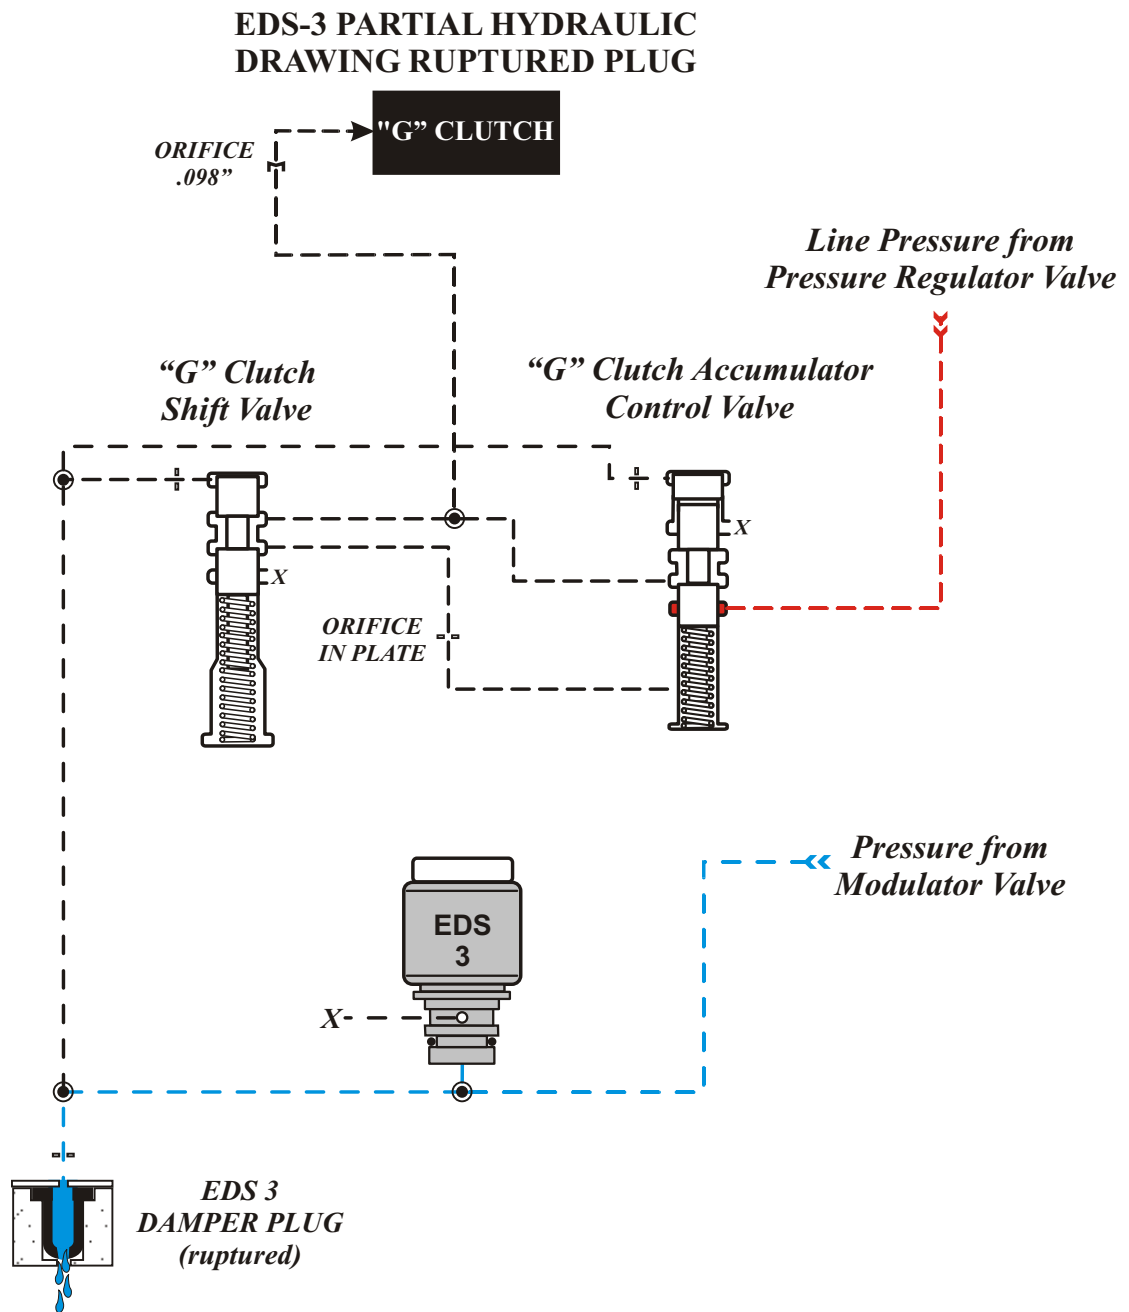 EDS-3 PARTIAL HYDRAULIC
DRAWING RUPTURED PLUG
"G” CLUTCH
ORIFICE
.098”
Line Pressure from
Pressure Regulator Valve
“G” Clutch
Shift Valve
“G” Clutch Accumulator
Control Valve
X
X
ORIFICE
IN PLATE
Pressure from
Modulator Valve
EDS
3
X
EDS 3
DAMPER PLUG
(ruptured)